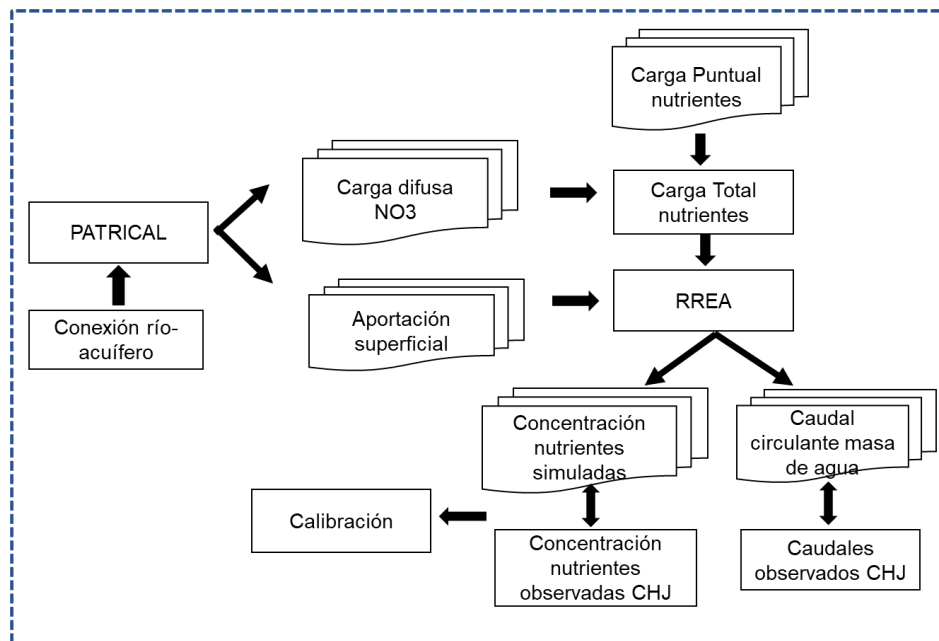 Carga Puntual
nutrientes
Carga difusa
NO3
Carga Total
nutrientes
PATRICAL
Conexión río-
acuífero
Aportación
superficial
RREA
Concentración
nutrientes
simuladas
Caudal
circulante masa
de agua
Calibración
Concentración
nutrientes
observadas CHJ
Caudales
observados CHJ